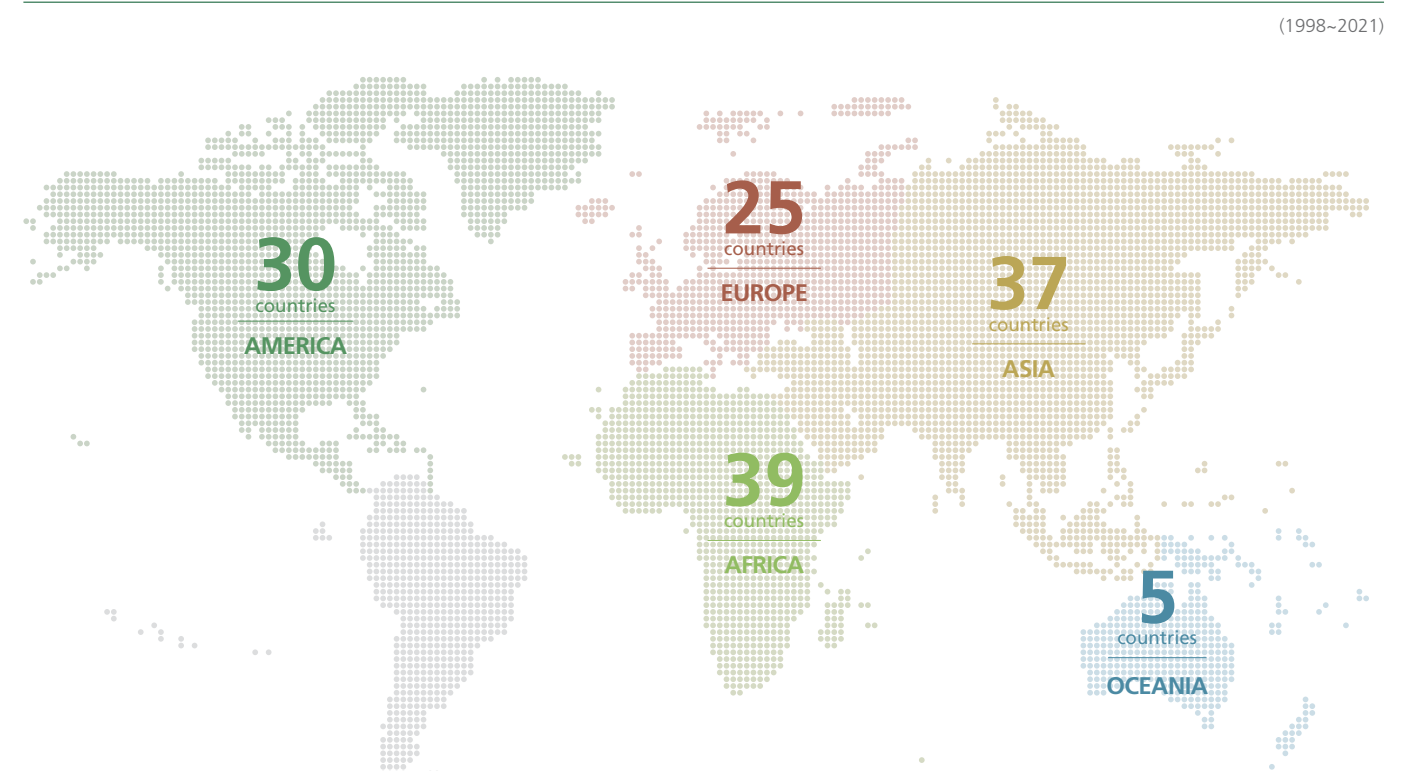 (1998~2021)
30
countries
AMERICA
25
countries
EUROPE
37
countries
ASIA
39
countries
AFRICA
5
countries
OCEANIA